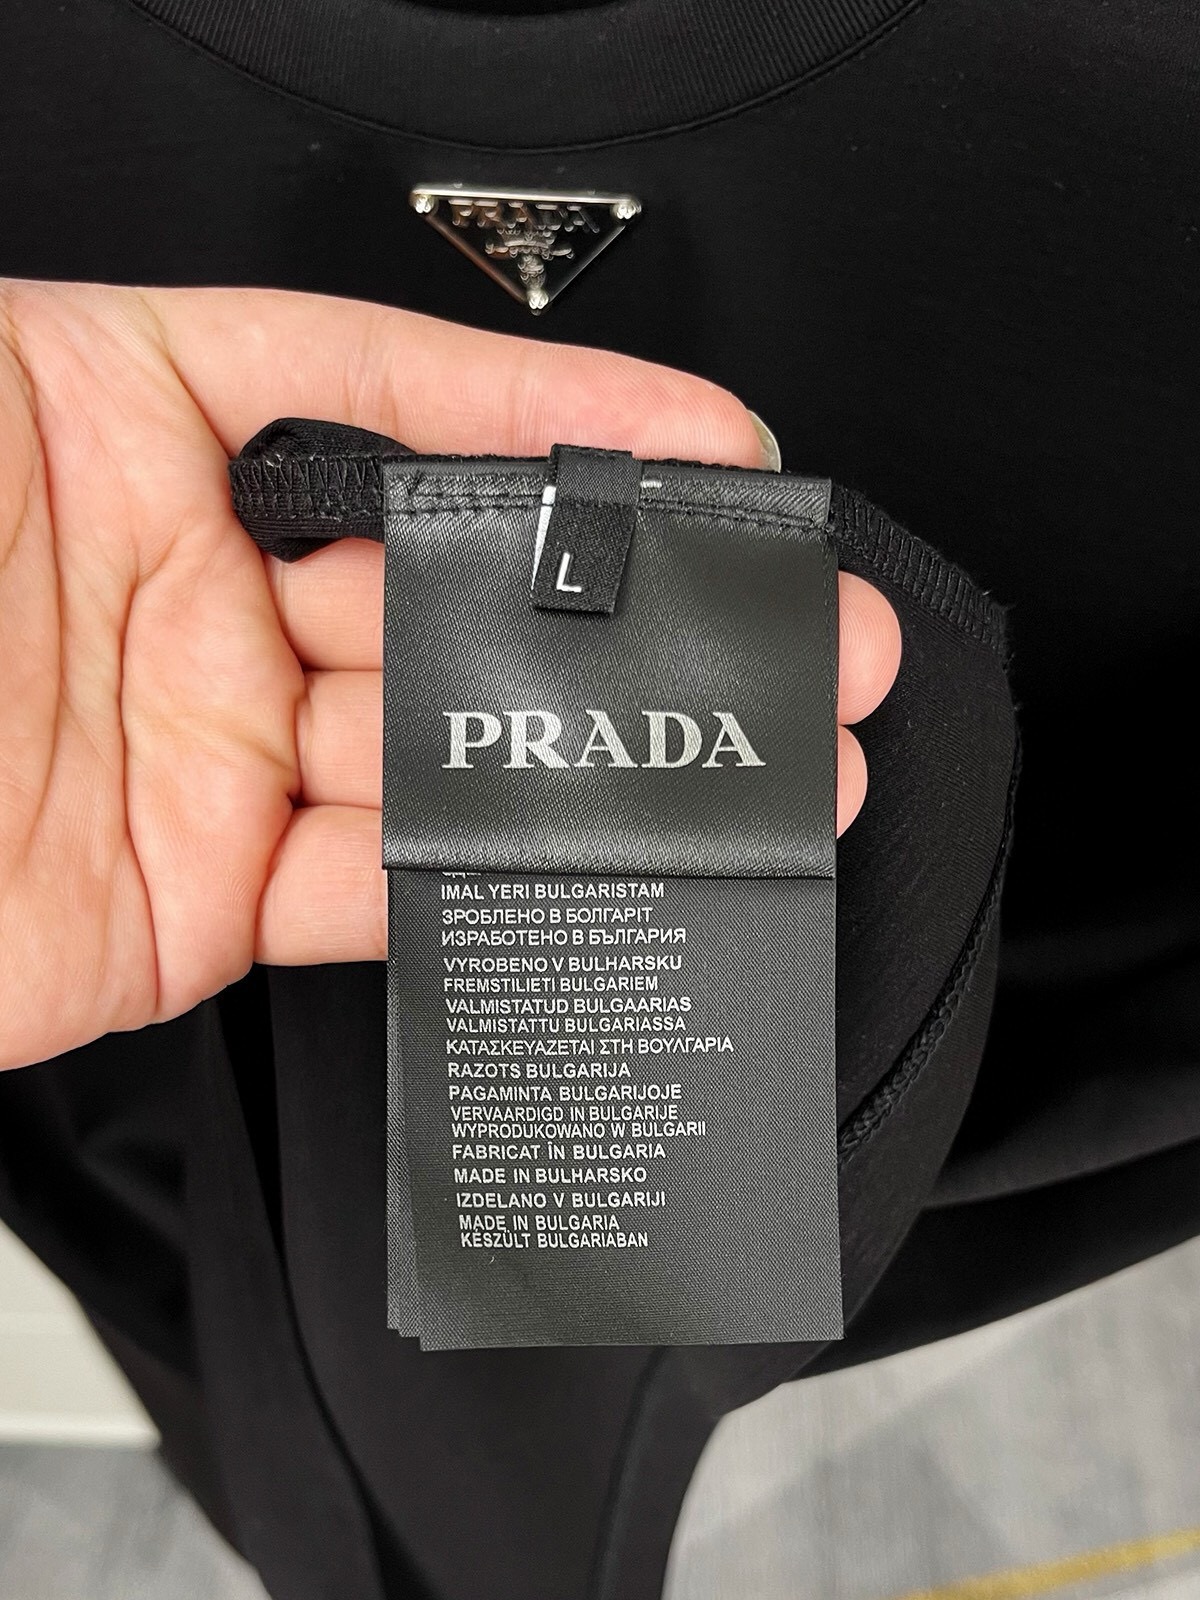 PRADA
L
PRADA
IMAL YERI BULGARISTAM
ЗРОБЛЕНО В БОЛГАРІТ
ИЗРАБОТЕНО В БЪЛГАРИЯ
VYROBENO V BULHARSKU
FREMSTILIETI BULGARIEM
VALMISTATUD BULGAARIAS
VALMISTATTU BULGARIASSA
ΚΑΤΑΣΚΕΥΑΖΕΤΑΙ ΣΤΗ ΒΟΥΛΓΑΡΙΑ
RAZOTS BULGARIJA
PAGAMINTA BULGARIJOJE
VERVAARDIGD IN BULGARIJE
WYPRODUKOWANO W BULGARII
FABRICAT ÎN BULGARIA
MADE IN BULHARSKO
IZDELANO V BULGARIJI
MADE IN BULGARIA
KÉSZÜLT BULGARIÁBAN